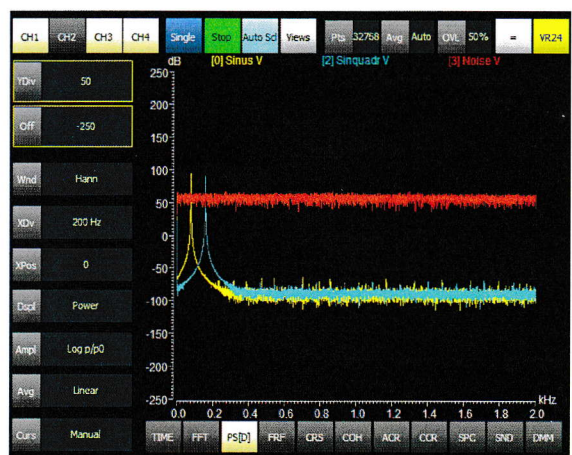 CH1 CH2 CH3 CH4 Single Stop Auto Scl Views Pts 32768 Avg Auto OVL 50% = VR24
dB [0] Sinus V [2] Sinquadr V [3] Noise V
YDiv 50
Off -250
Wnd Hann
XDv 200 Hz
XPos 0
Dspl Power
Ampl Log p/p0
Avg Linear
Curs Manual
250
200
150
100
50
0
-50
-100
-150
-200
-250
kHz
0.0 0.2 0.4 0.6 0.8 1.0 1.2 1.4 1.6 1.8 2.0
TIME FFT PS[D] FRF CRS COH ACR CCR SPC SND DMM